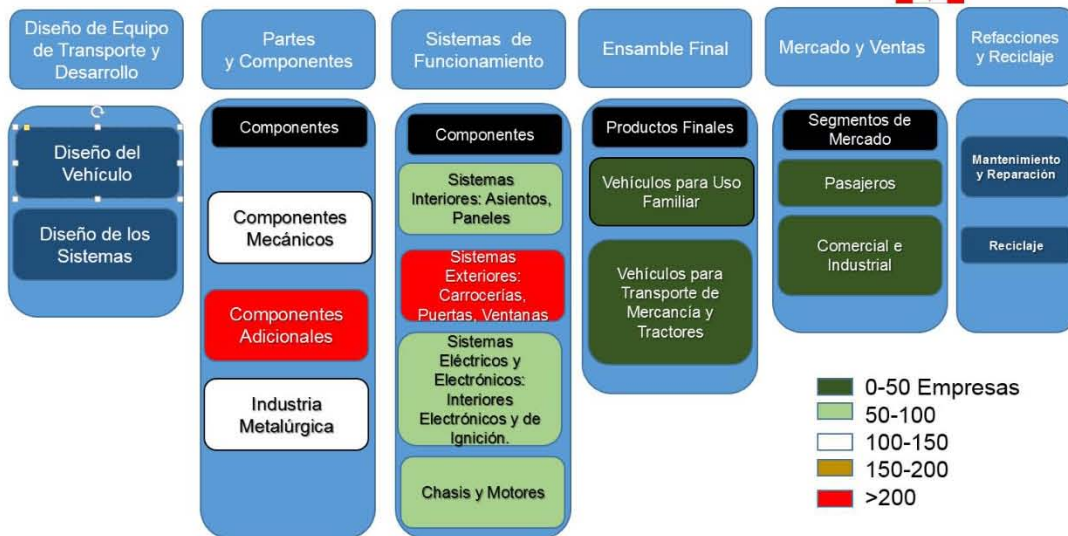 Diseño de Equipo
de Transporte y
Desarrollo
Partes
y Componentes
Sistemas de
Funcionamiento
Ensamble Final
Mercado y Ventas
Refacciones
y Reciclaje
Diseño del
Vehículo
Diseño de los
Sistemas
Componentes
Componentes
Mecánicos
Componentes
Adicionales
Industria
Metalúrgica
Componentes
Sistemas
Interiores: Asientos,
Paneles
Sistemas
Exteriores:
Carrocerías,
Puertas, Ventanas
Sistemas
Eléctricos y
Electrónicos:
Interiores
Electrónicos y de
Ignición.
Chasis y Motores
Productos Finales
Vehículos para Uso
Familiar
Vehículos para
Transporte de
Mercancía y
Tractores
Segmentos de
Mercado
Pasajeros
Comercial e
Industrial
Mantenimiento
y Reparación
Reciclaje
0-50 Empresas
50-100
100-150
150-200
>200